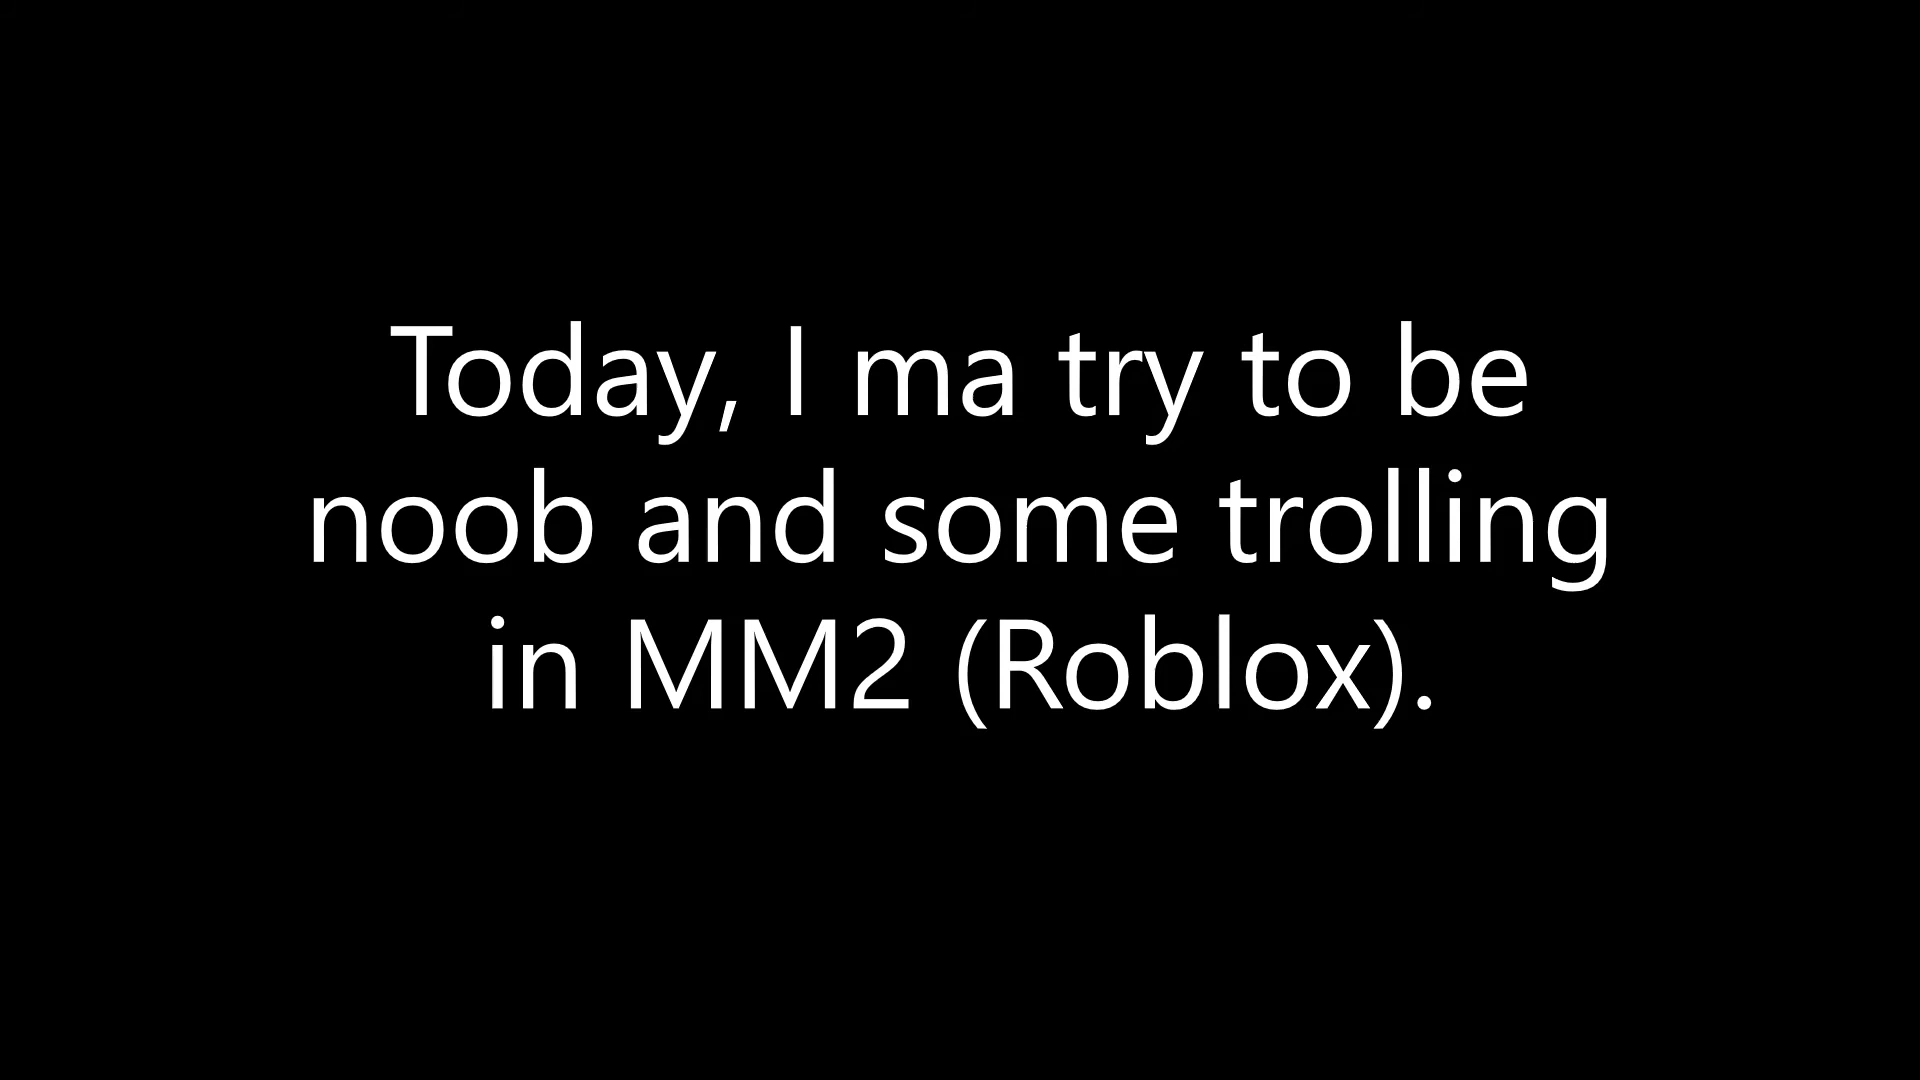 Today, I ma try to be
noob and some trolling
in MM2 (Roblox).